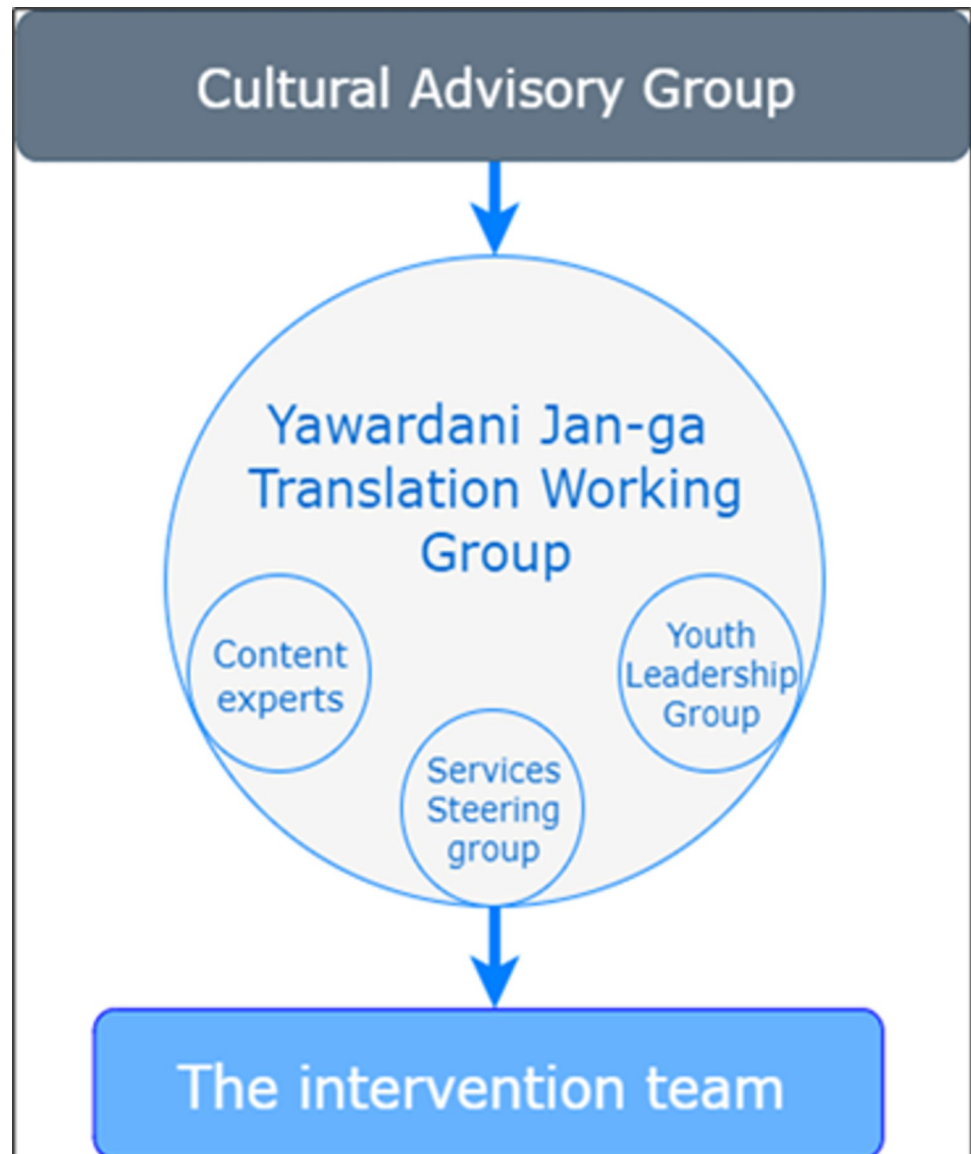 Cultural Advisory Group
Yawardani Jan-ga
Translation Working
Group
Content
experts
Services
Steering
group
Youth
Leadership
Group
The intervention team